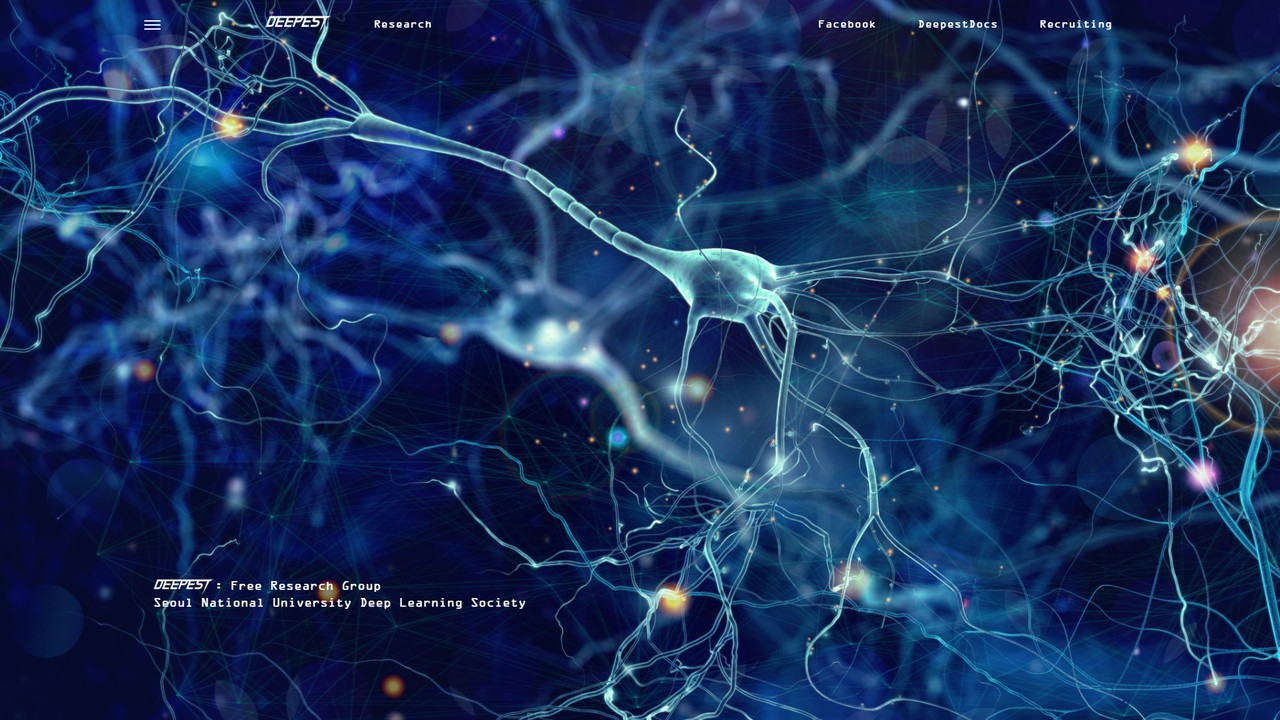 DEEPEST Research Facebook DeepestDocs Recruiting
DEEPEST : Free Research Group
Seoul National University Deep Learning Society